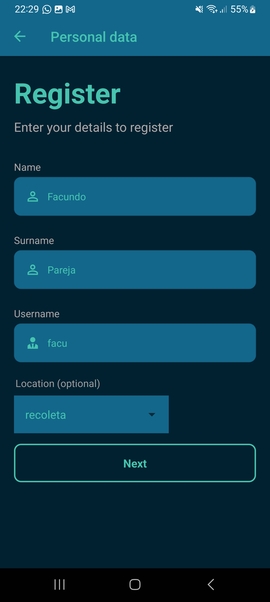 22:29 55%
Personal data
Register
Enter your details to register
Name
Facundo
Surname
Pareja
Username
facu
Location (optional)
recoleta
Next